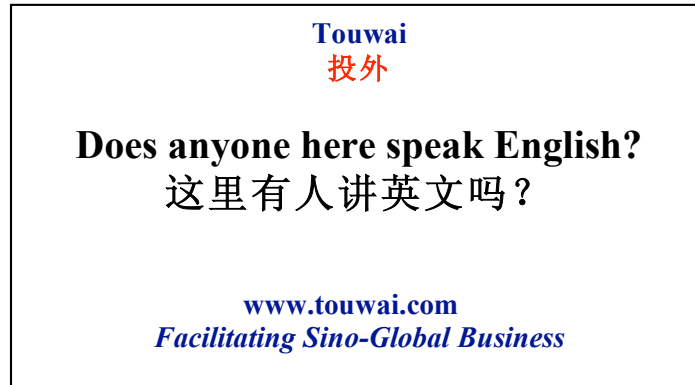 Touwai
投外
Does anyone here speak English?
这里有人讲英文吗？
www.touwai.com
Facilitating Sino-Global Business